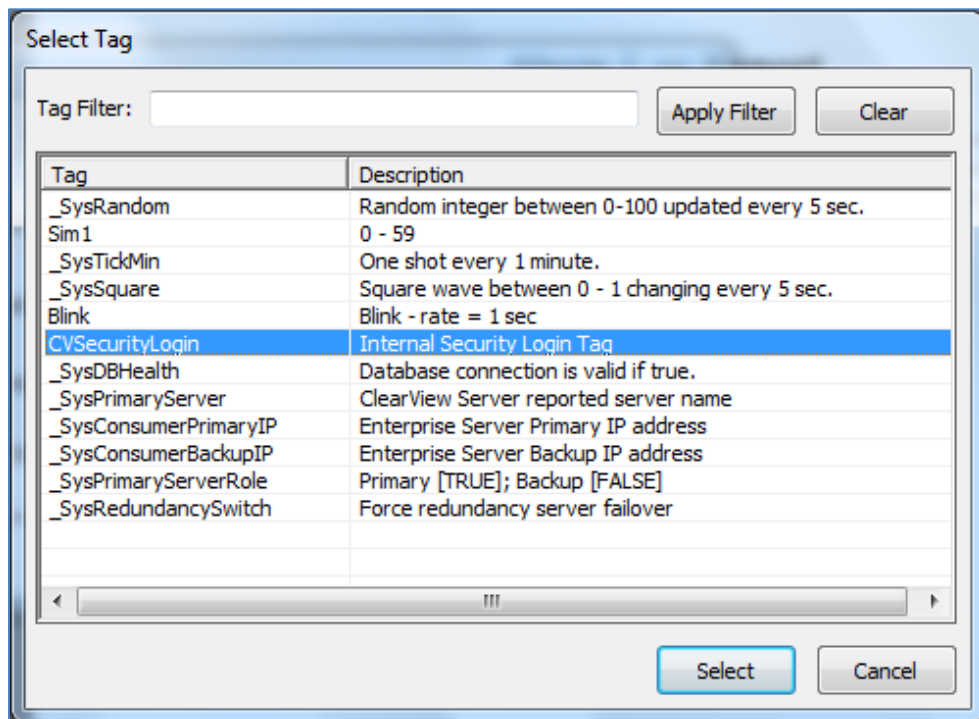 Select Tag
Tag Filter: Apply Filter Clear
Tag Description
_SysRandom Random integer between 0-100 updated every 5 sec.
Sim1 0 - 59
_SysTickMin One shot every 1 minute.
_SysSquare Square wave between 0 - 1 changing every 5 sec.
Blink Blink - rate = 1 sec
CVSecurityLogin Internal Security Login Tag
_SysDBHealth Database connection is valid if true.
_SysPrimaryServer ClearView Server reported server name
_SysConsumerPrimaryIP Enterprise Server Primary IP address
_SysConsumerBackupIP Enterprise Server Backup IP address
_SysPrimaryServerRole Primary [TRUE]; Backup [FALSE]
_SysRedundancySwitch Force redundancy server failover
Select Cancel